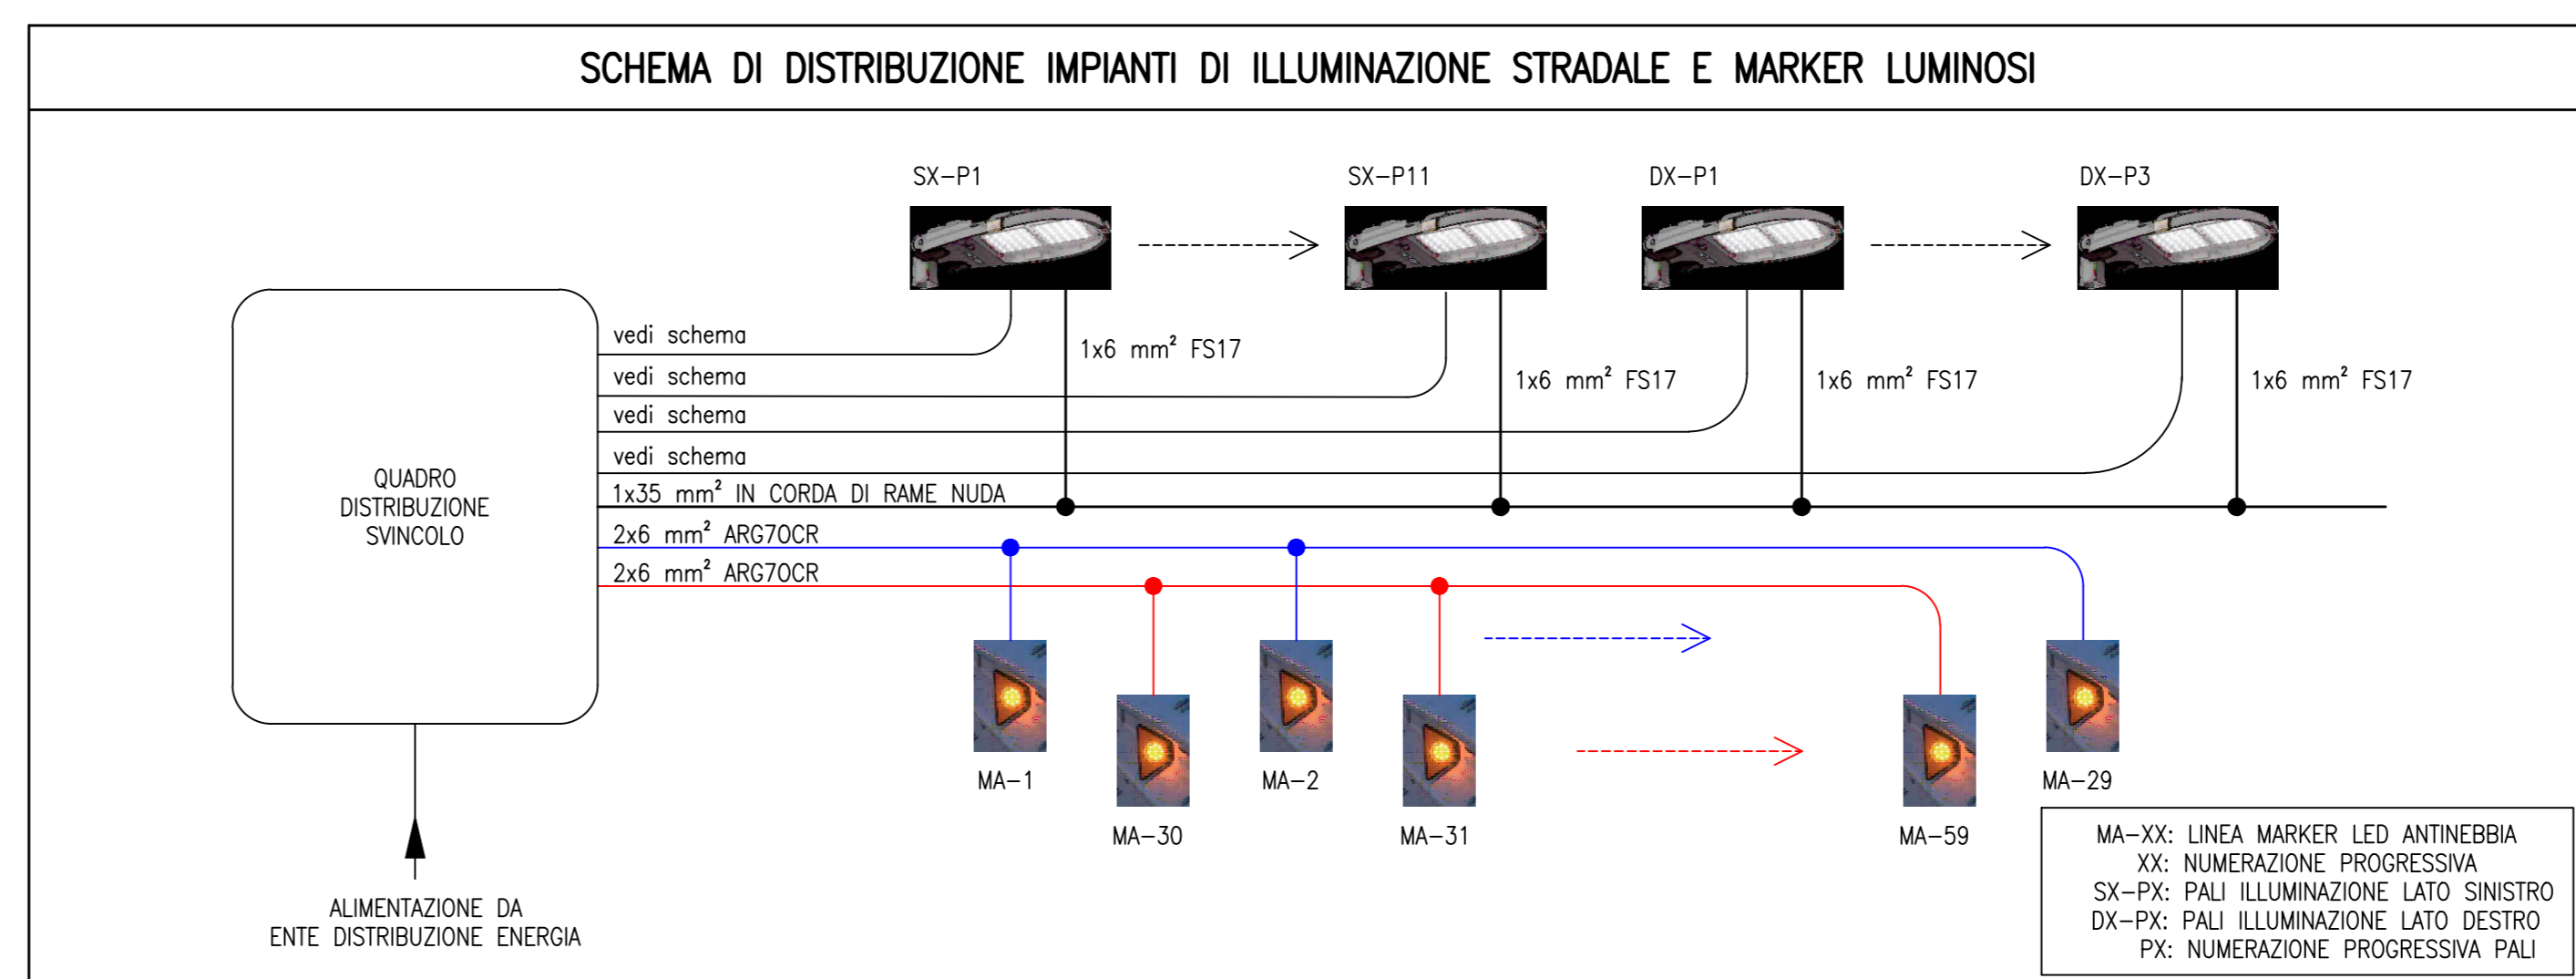 SCHEMA DI DISTRIBUZIONE IMPIANTI DI ILLUMINAZIONE STRADALE E MARKER LUMINOSI
SX-P1
SX-P11
DX-P1
DX-P3
vedi schema
1x6 mm² FS17
vedi schema
1x6 mm² FS17
1x6 mm² FS17
1x6 mm² FS17
vedi schema
vedi schema
QUADRO
DISTRIBUZIONE
SVINCOLO
1x35 mm² IN CORDA DI RAME NUDA
2x6 mm² ARG7OCR
2x6 mm² ARG7OCR
MA-1
MA-2
MA-29
MA-30
MA-31
MA-59
ALIMENTAZIONE DA
ENTE DISTRIBUZIONE ENERGIA
MA-XX: LINEA MARKER LED ANTINEBBIA
XX: NUMERAZIONE PROGRESSIVA
SX-PX: PALI ILLUMINAZIONE LATO SINISTRO
DX-PX: PALI ILLUMINAZIONE LATO DESTRO
PX: NUMERAZIONE PROGRESSIVA PALI